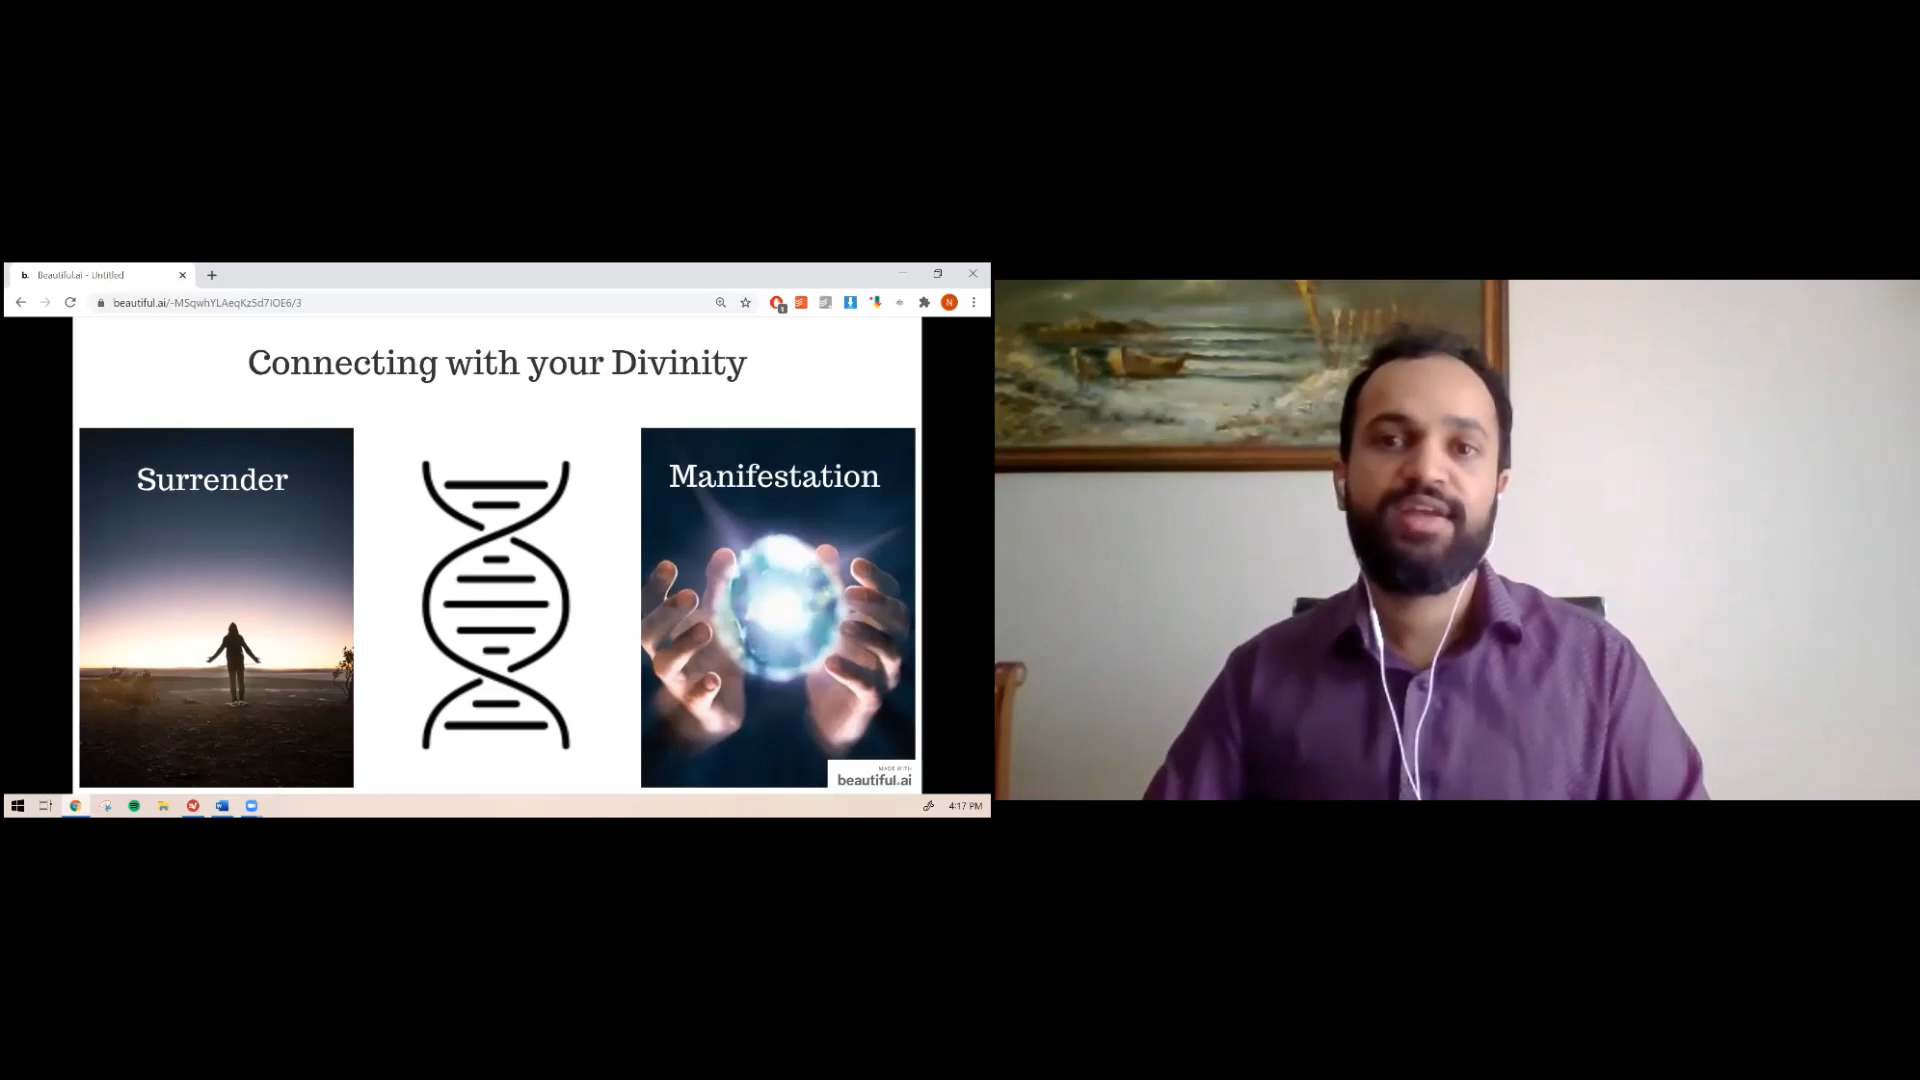 b. Beautiful.ai - Untitled
beautiful.ai/-MSqwhYLAeqKz5d7IOE6/3
N
Connecting with your Divinity
Surrender
Manifestation
MADE WITH
beautiful.ai
4:17 PM